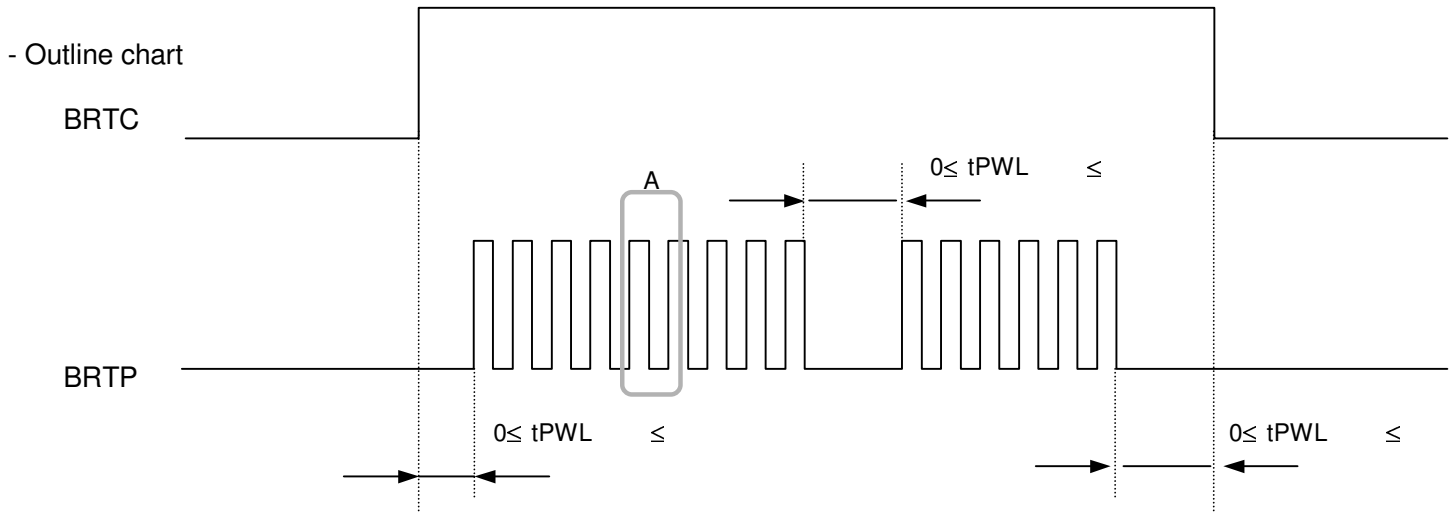 - Outline chart
BRTC
0≤ tPWL ≤
A
BRTP
0≤ tPWL ≤
0≤ tPWL ≤